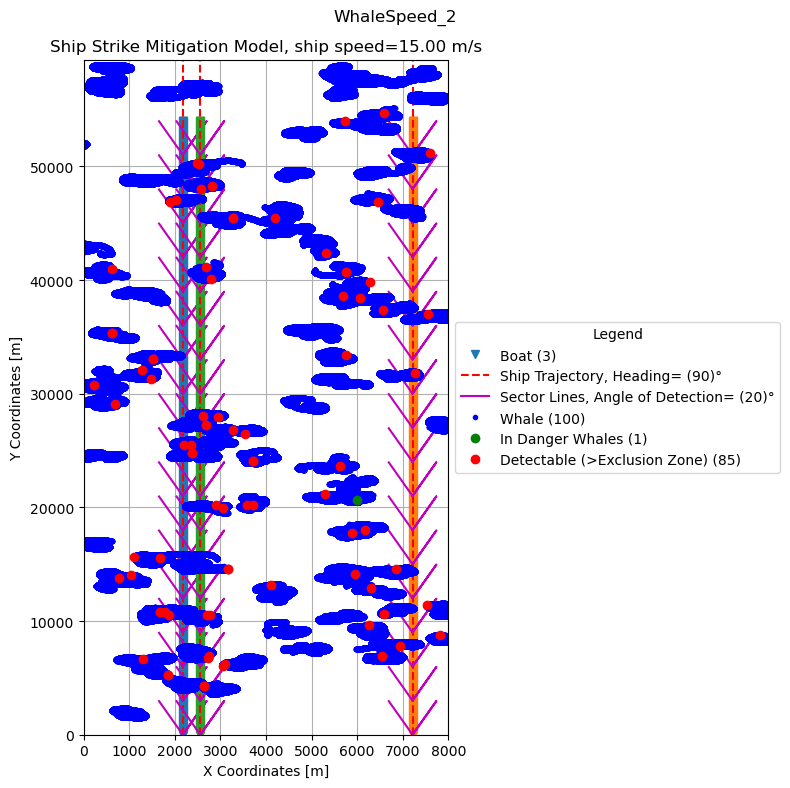 WhaleSpeed_2
Ship Strike Mitigation Model, ship speed=15.00 m/s
Y Coordinates [m]
50000
40000
30000
20000
10000
0
0 1000 2000 3000 4000 5000 6000 7000 8000
X Coordinates [m]
Legend
Boat (3)
Ship Trajectory, Heading= (90)°
Sector Lines, Angle of Detection= (20)°
Whale (100)
In Danger Whales (1)
Detectable (>Exclusion Zone) (85)